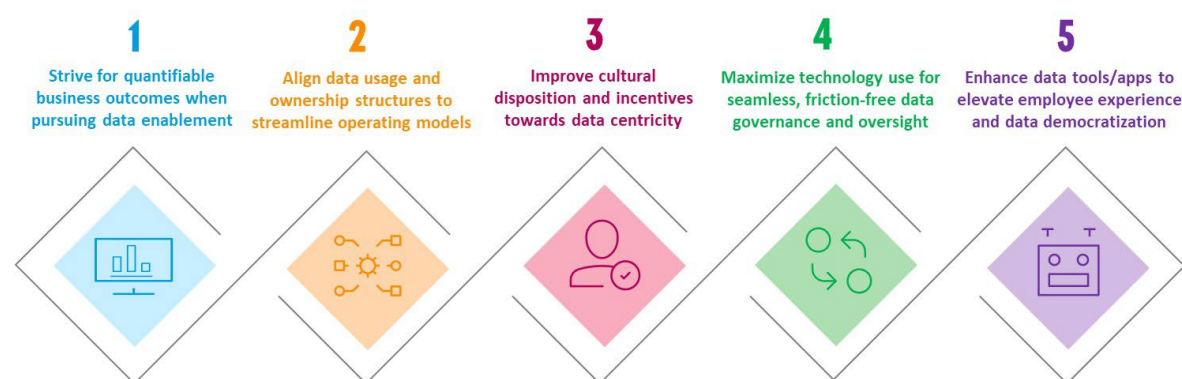 1
Strive for quantifiable
business outcomes when
pursuing data enablement
2
Align data usage and
ownership structures to
streamline operating models
3
Improve cultural
disposition and incentives
towards data centricity
4
Maximize technology use for
seamless, friction-free data
governance and oversight
5
Enhance data tools/apps to
elevate employee experience
and data democratization